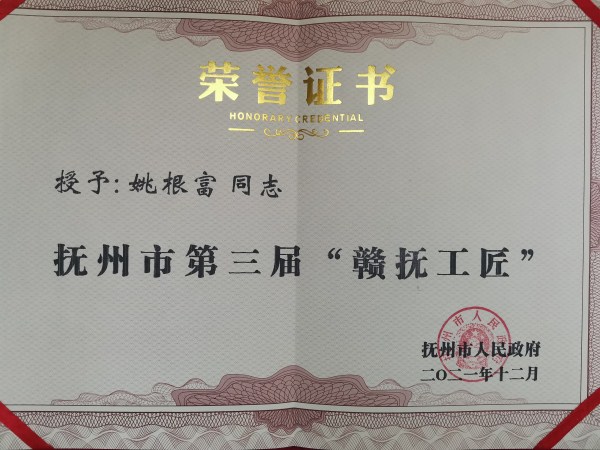 荣誉证书
HONORARY CREDENTIAL
授予:姚根富 同志
抚州市第三届“赣抚工匠”
抚州市人民政府
二〇二一年十二月